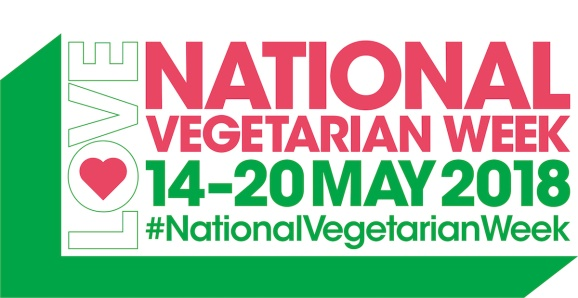 LOVE
NATIONAL
VEGETARIAN WEEK
14-20 MAY 2018
#NationalVegetarianWeek